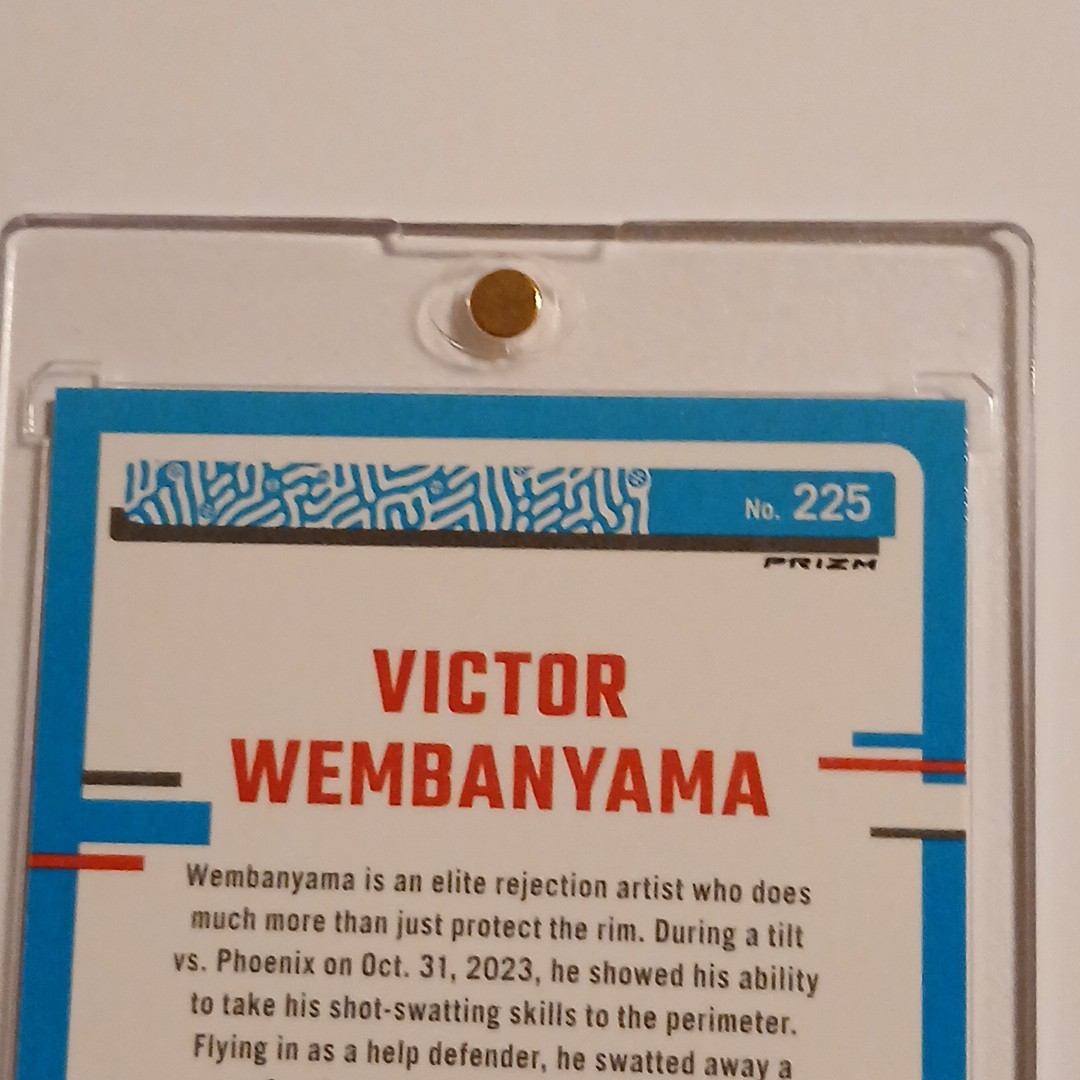 No. 225
PRIZM
VICTOR
WEMBANYAMA
Wembanyama is an elite rejection artist who does
much more than just protect the rim. During a tilt
vs. Phoenix on Oct. 31, 2023, he showed his ability
to take his shot-swatting skills to the perimeter.
Flying in as a help defender, he swatted away a